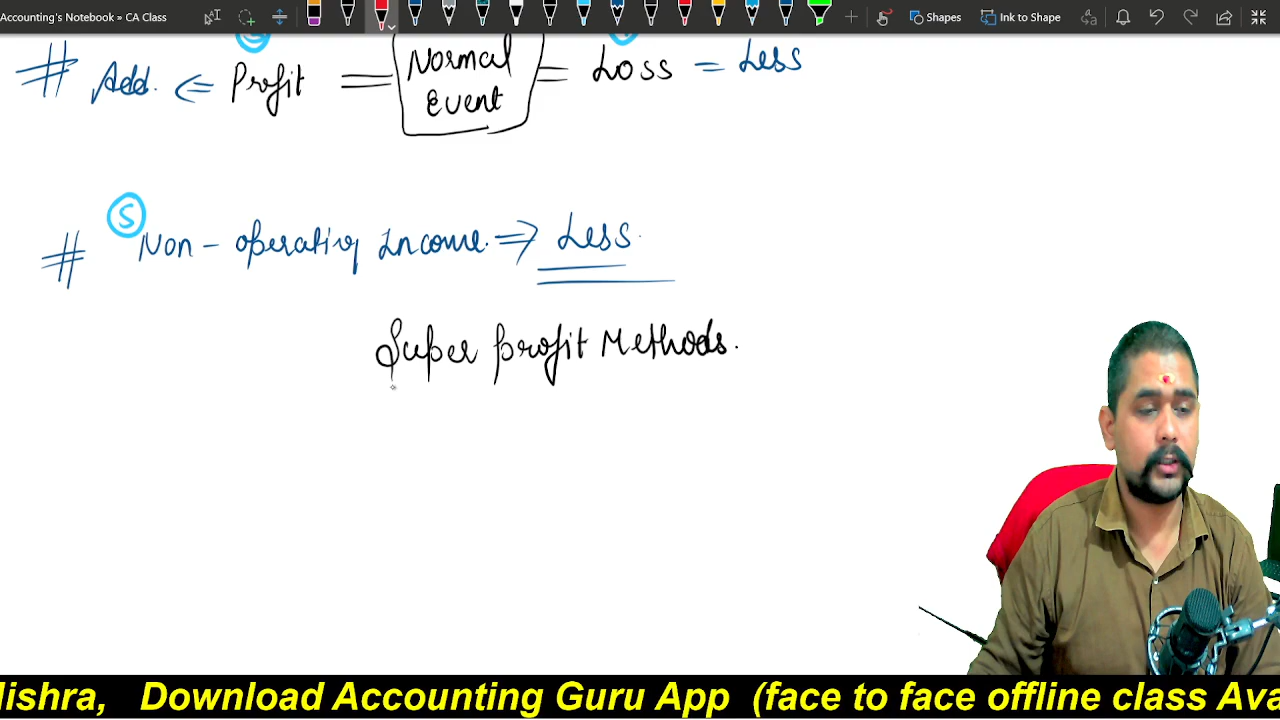 Accounting's Notebook » CA Class
Shapes
Ink to Shape
# Add. ⇐ Profit = Normal Event = Loss = Less
# S Non-operating Income. ⇒ Less.
Super Profit Methods.
Mishra, Download Accounting Guru App (face to face offline class Ava